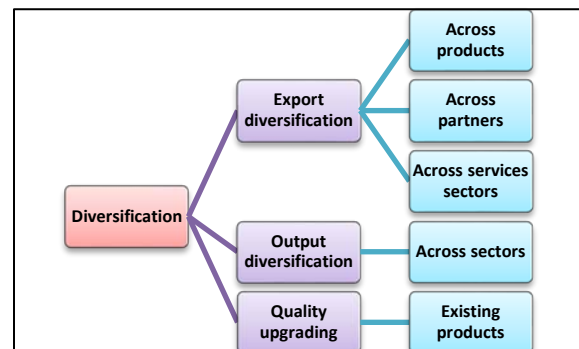 Across
products
Export
diversification
Across
partners
Across services
sectors
Diversification
Output
diversification
Across sectors
Quality
upgrading
Existing
products